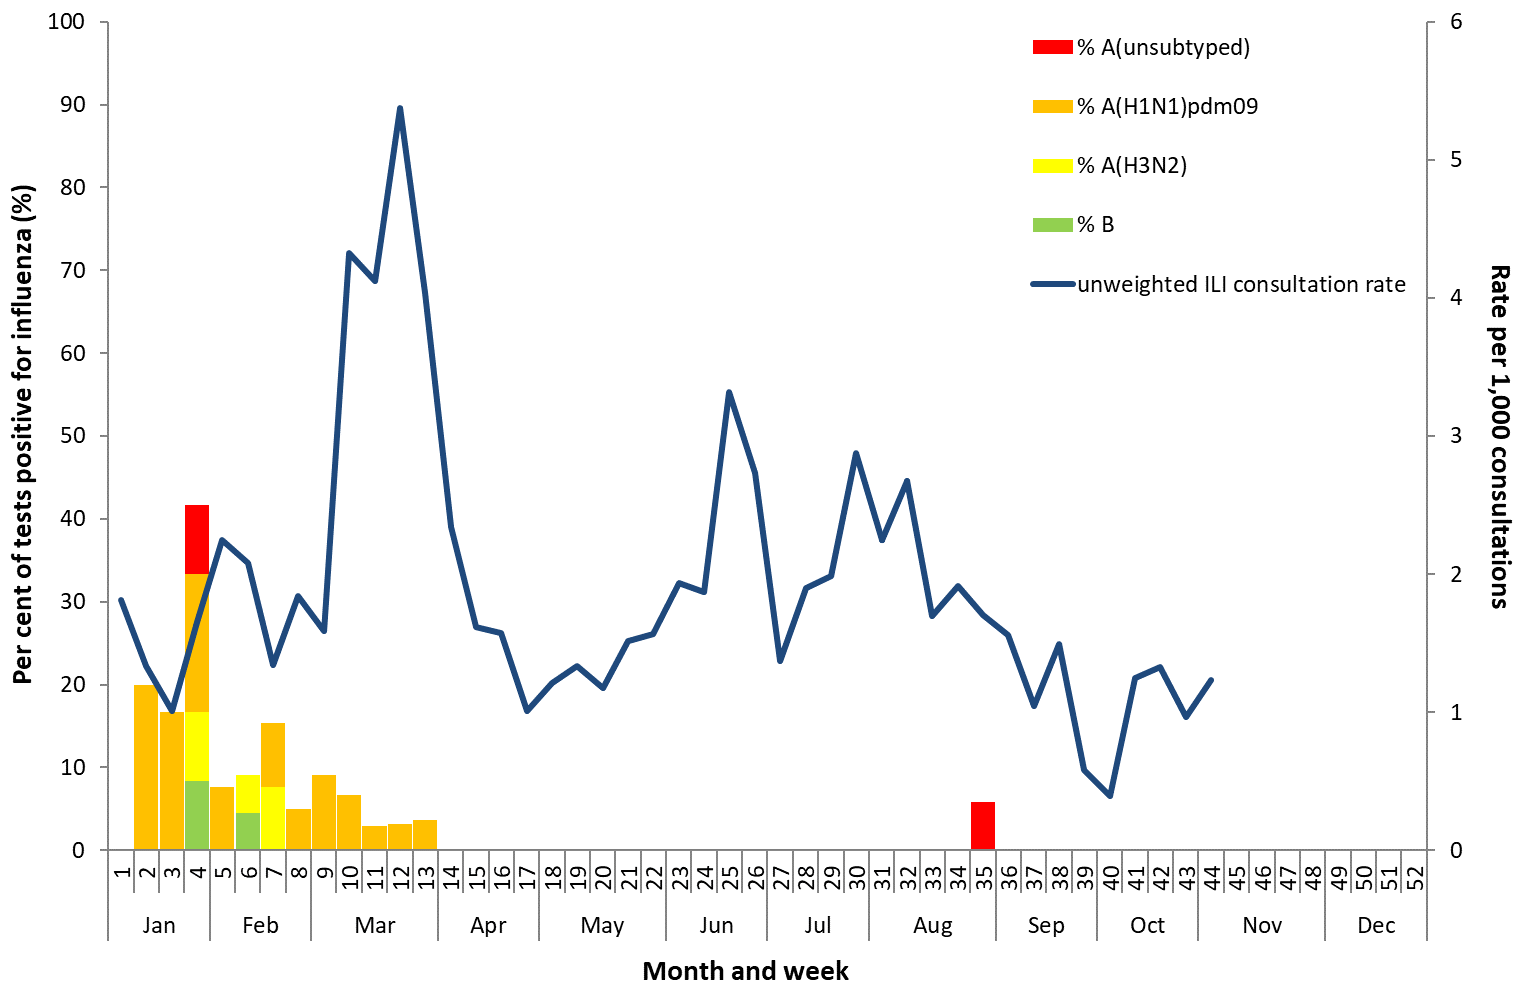 100
90
80
70
60
50
40
30
20
10
0
Per cent of tests positive for influenza (%)
% A(unsubtyped)
% A(H1N1)pdm09
% A(H3N2)
% B
unweighted ILI consultation rate
6
5
4
3
2
1
0
Rate per 1,000 consultations
1 2 3 4 5 6 7 8 9 10 11 12 13 14 15 16 17 18 19 20 21 22 23 24 25 26 27 28 29 30 31 32 33 34 35 36 37 38 39 40 41 42 43 44 45 46 47 48 49 50 51 52
Jan Feb Mar Apr May Jun Jul Aug Sep Oct Nov Dec
Month and week